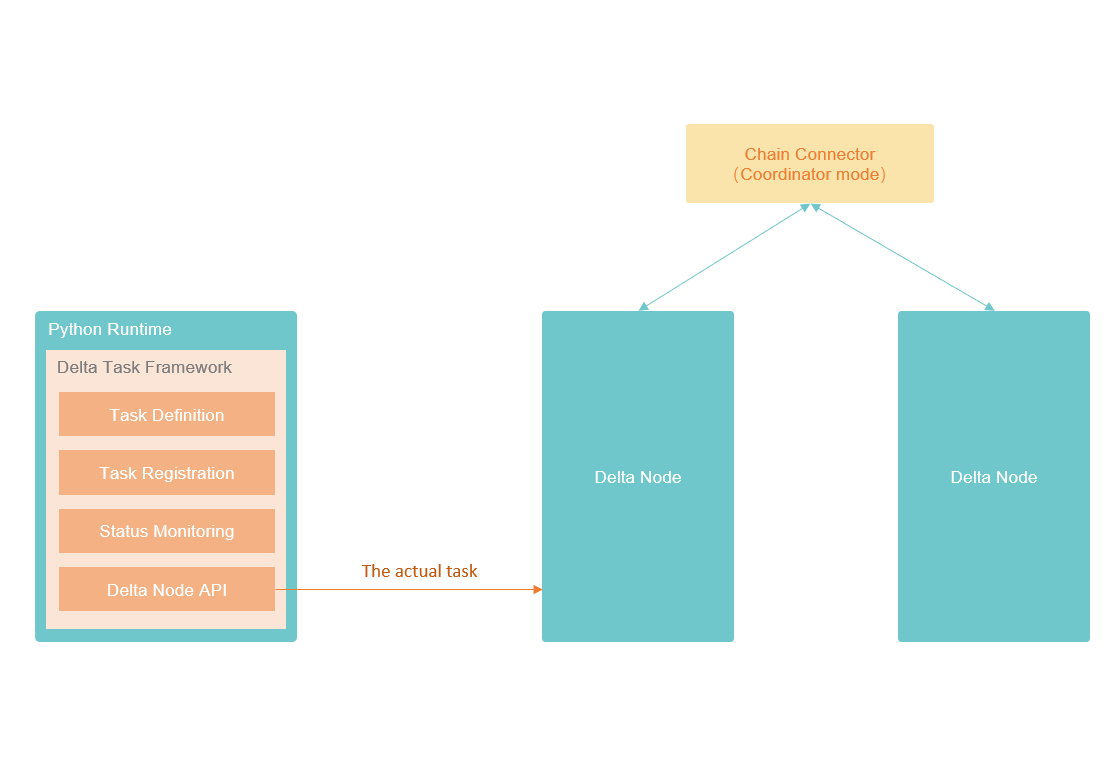 Chain Connector
（Coordinator mode）
Python Runtime
Delta Task Framework
Task Definition
Task Registration
Status Monitoring
Delta Node API
The actual task
Delta Node
Delta Node